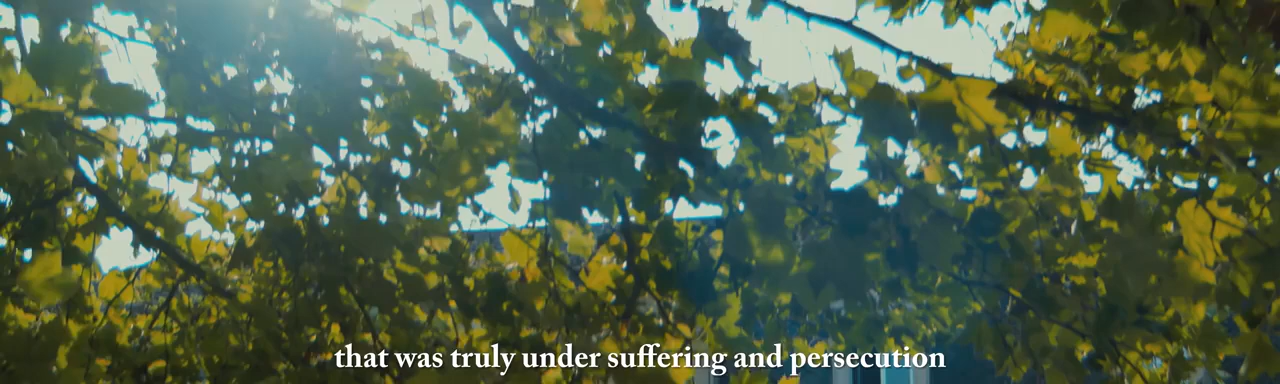 that was truly under suffering and persecution